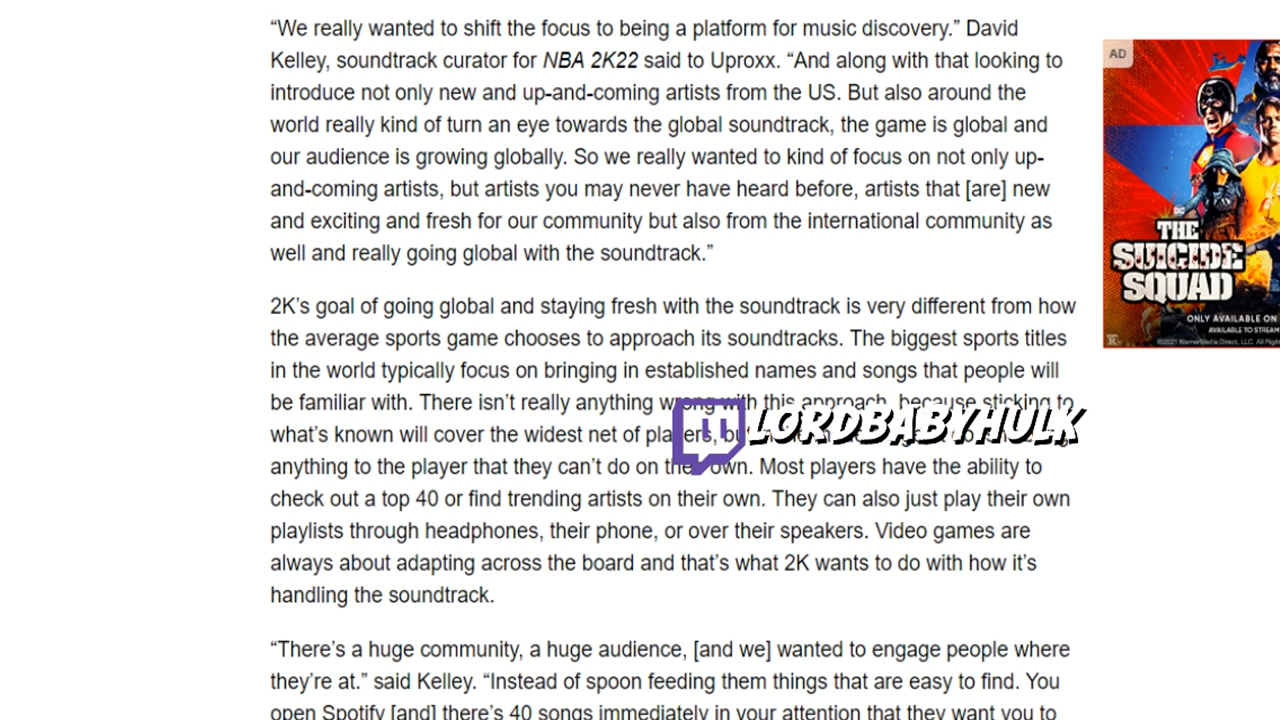 “We really wanted to shift the focus to being a platform for music discovery.” David
Kelley, soundtrack curator for NBA 2K22 said to Uproxx. “And along with that looking to
introduce not only new and up-and-coming artists from the US. But also around the
world really kind of turn an eye towards the global soundtrack, the game is global and
our audience is growing globally. So we really wanted to kind of focus on not only up-
and-coming artists, but artists you may never have heard before, artists that [are] new
and exciting and fresh for our community but also from the international community as
well and really going global with the soundtrack.”
2K’s goal of going global and staying fresh with the soundtrack is very different from how
the average sports game chooses to approach its soundtracks. The biggest sports titles
in the world typically focus on bringing in established names and songs that people will
be familiar with. There isn’t really anything wrong with this approach, because sticking to
what’s known will cover the widest net of players, but
anything to the player that they can’t do on their own. Most players have the ability to
check out a top 40 or find trending artists on their own. They can also just play their own
playlists through headphones, their phone, or over their speakers. Video games are
always about adapting across the board and that’s what 2K wants to do with how it’s
handling the soundtrack.
“There’s a huge community, a huge audience, [and we] wanted to engage people where
they’re at.” said Kelley. “Instead of spoon feeding them things that are easy to find. You
open Spotify [and] there’s 40 songs immediately in your attention that they want you to
LORDBABYHULK
AD
DC
THE
SUICIDE
SQUAD
ONLY AVAILABLE ON
AVAILABLE TO STREAM
©2021 WarnerMedia Direct, LLC. All Rig